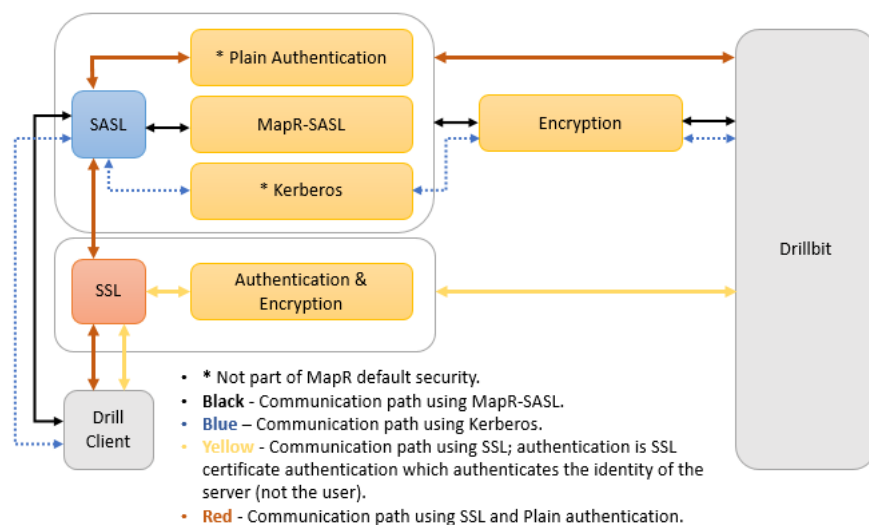 * Plain Authentication
SASL
MapR-SASL
Encryption
* Kerberos
Drillbit
SSL
Authentication &
Encryption
Drill
Client
• * Not part of MapR default security.
• Black - Communication path using MapR-SASL.
• Blue – Communication path using Kerberos.
• Yellow - Communication path using SSL; authentication is SSL
certificate authentication which authenticates the identity of the
server (not the user).
• Red - Communication path using SSL and Plain authentication.